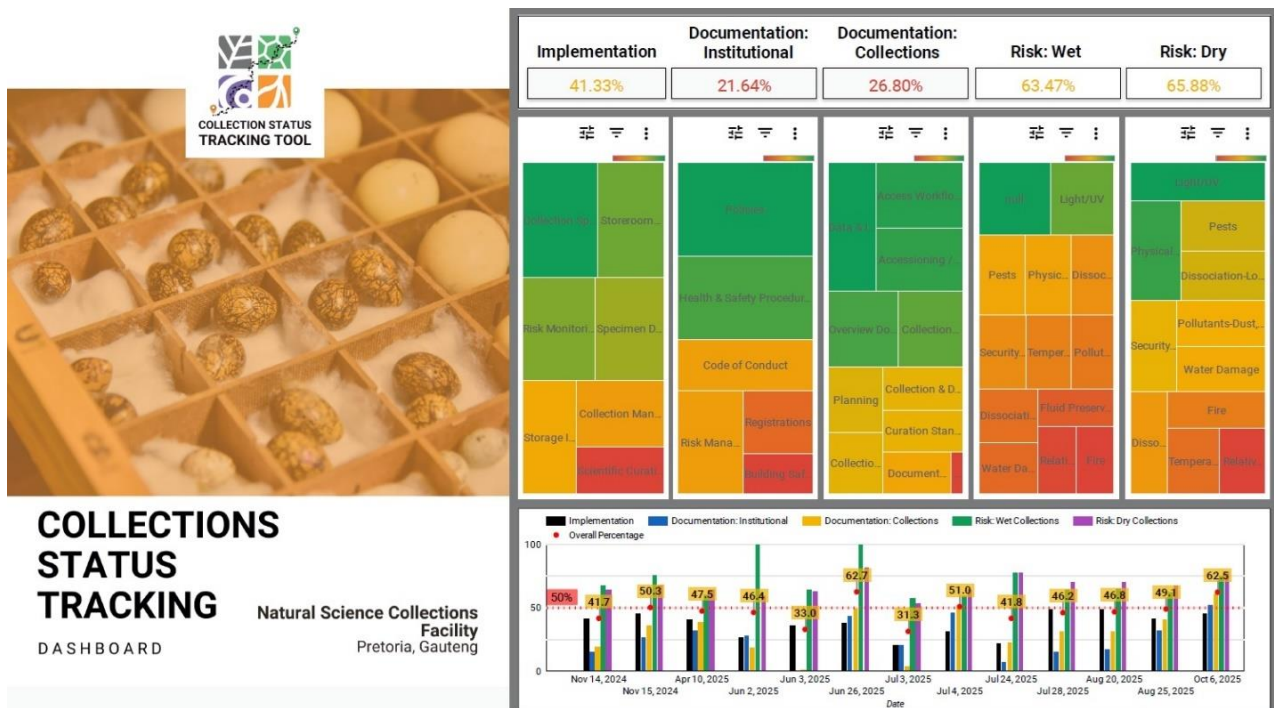 COLLECTION STATUS
TRACKING TOOL
COLLECTIONS
STATUS
TRACKING
DASHBOARD
Natural Science Collections
Facility
Pretoria, Gauteng
Implementation
Documentation:
Institutional
Documentation:
Collections
Risk: Wet
Risk: Dry
41.33%
21.64%
26.80%
63.47%
65.88%
Storeroom...
Risk Monitori...
Specimen D...
Storage I...
Collection Man...
Scientific Curati...
Policies
Health & Safety Procedur...
Code of Conduct
Risk Mana...
Registrations
Building Saf...
Access Workflo...
Accessioning /...
Overview Do...
Collection...
Planning
Collection & D...
Curation Stan...
Collectio...
Document...
Light/UV
Pests
Physic...
Dissoc...
Security...
Temper...
Pollut...
Dissociati...
Fluid Preserv...
Water Da...
Relati...
Fire
Light/UV
Physical...
Pests
Dissociation-Lo...
Security...
Pollutants-Dust,...
Water Damage
Disso...
Fire
Tempera...
Relativ...
Implementation
Documentation: Institutional
Documentation: Collections
Risk: Wet Collections
Risk: Dry Collections
Overall Percentage
100
50
0
50%
41.7
50.3
47.5
46.4
33.0
62.7
31.3
51.0
41.8
46.2
46.8
49.1
62.5
Nov 14, 2024
Nov 15, 2024
Apr 10, 2025
Jun 2, 2025
Jun 3, 2025
Jun 26, 2025
Jul 3, 2025
Jul 4, 2025
Jul 24, 2025
Jul 28, 2025
Aug 20, 2025
Aug 25, 2025
Oct 6, 2025
Date